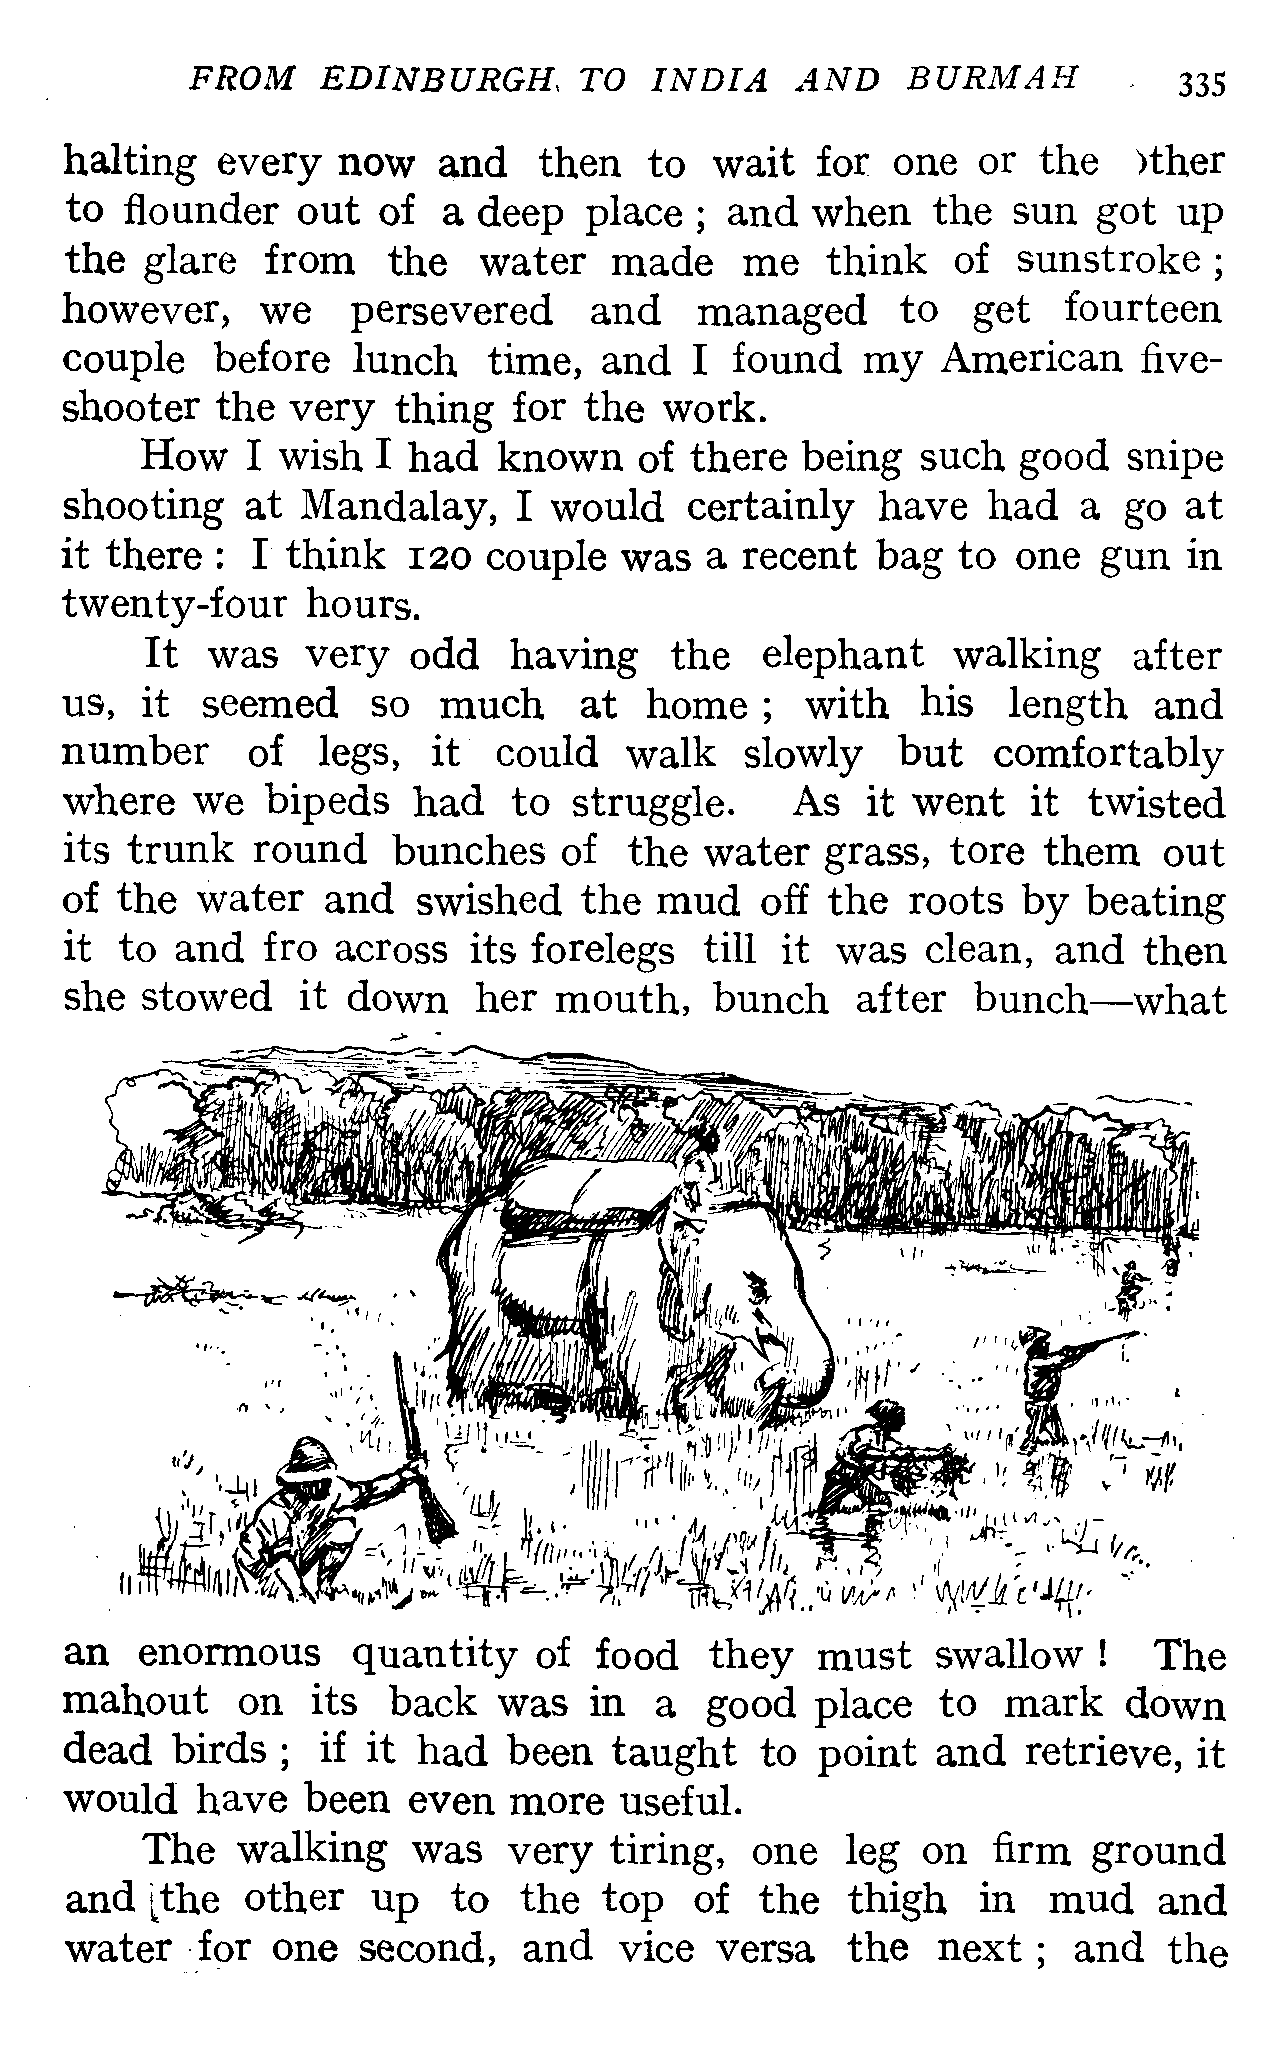 FROM EDINBURGH, TO INDIA AND BURMAH 335
halting every now and then to wait for one or the other
to flounder out of a deep place ; and when the sun got up
the glare from the water made me think of sunstroke ;
however, we persevered and managed to get fourteen
couple before lunch time, and I found my American five-
shooter the very thing for the work.
How I wish I had known of there being such good snipe
shooting at Mandalay, I would certainly have had a go at
it there : I think 120 couple was a recent bag to one gun in
twenty-four hours.
It was very odd having the elephant walking after
us, it seemed so much at home ; with his length and
number of legs, it could walk slowly but comfortably
where we bipeds had to struggle. As it went it twisted
its trunk round bunches of the water grass, tore them out
of the water and swished the mud off the roots by beating
it to and fro across its forelegs till it was clean, and then
she stowed it down her mouth, bunch after bunch—what
an enormous quantity of food they must swallow ! The
mahout on its back was in a good place to mark down
dead birds ; if it had been taught to point and retrieve, it
would have been even more useful.
The walking was very tiring, one leg on firm ground
and the other up to the top of the thigh in mud and
water for one second, and vice versa the next ; and the